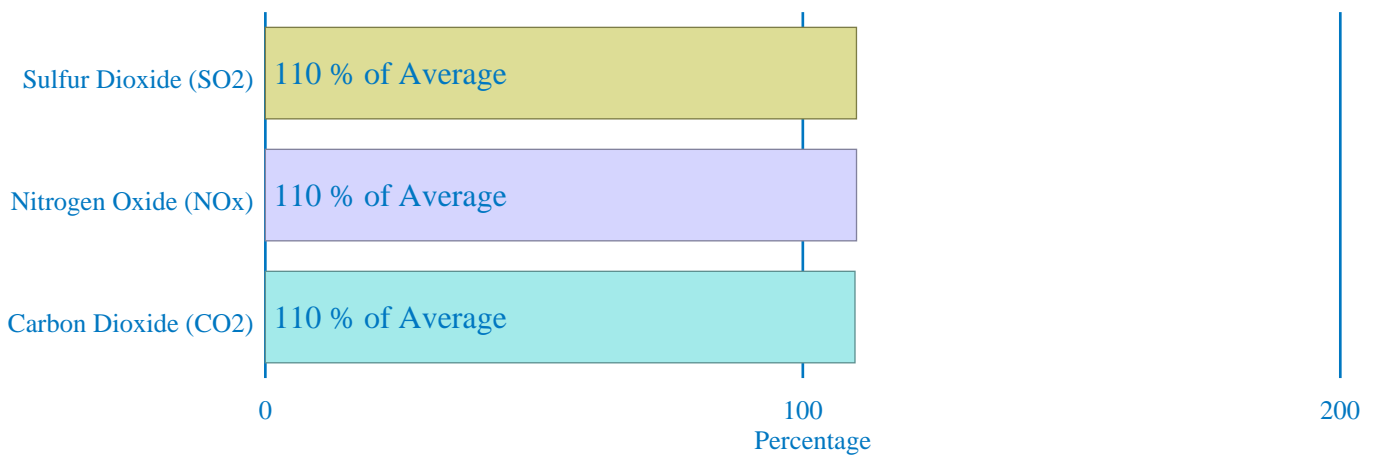 Sulfur Dioxide (SO2)
110 % of Average
Nitrogen Oxide (NOx)
110 % of Average
Carbon Dioxide (CO2)
110 % of Average
0 100 200
Percentage